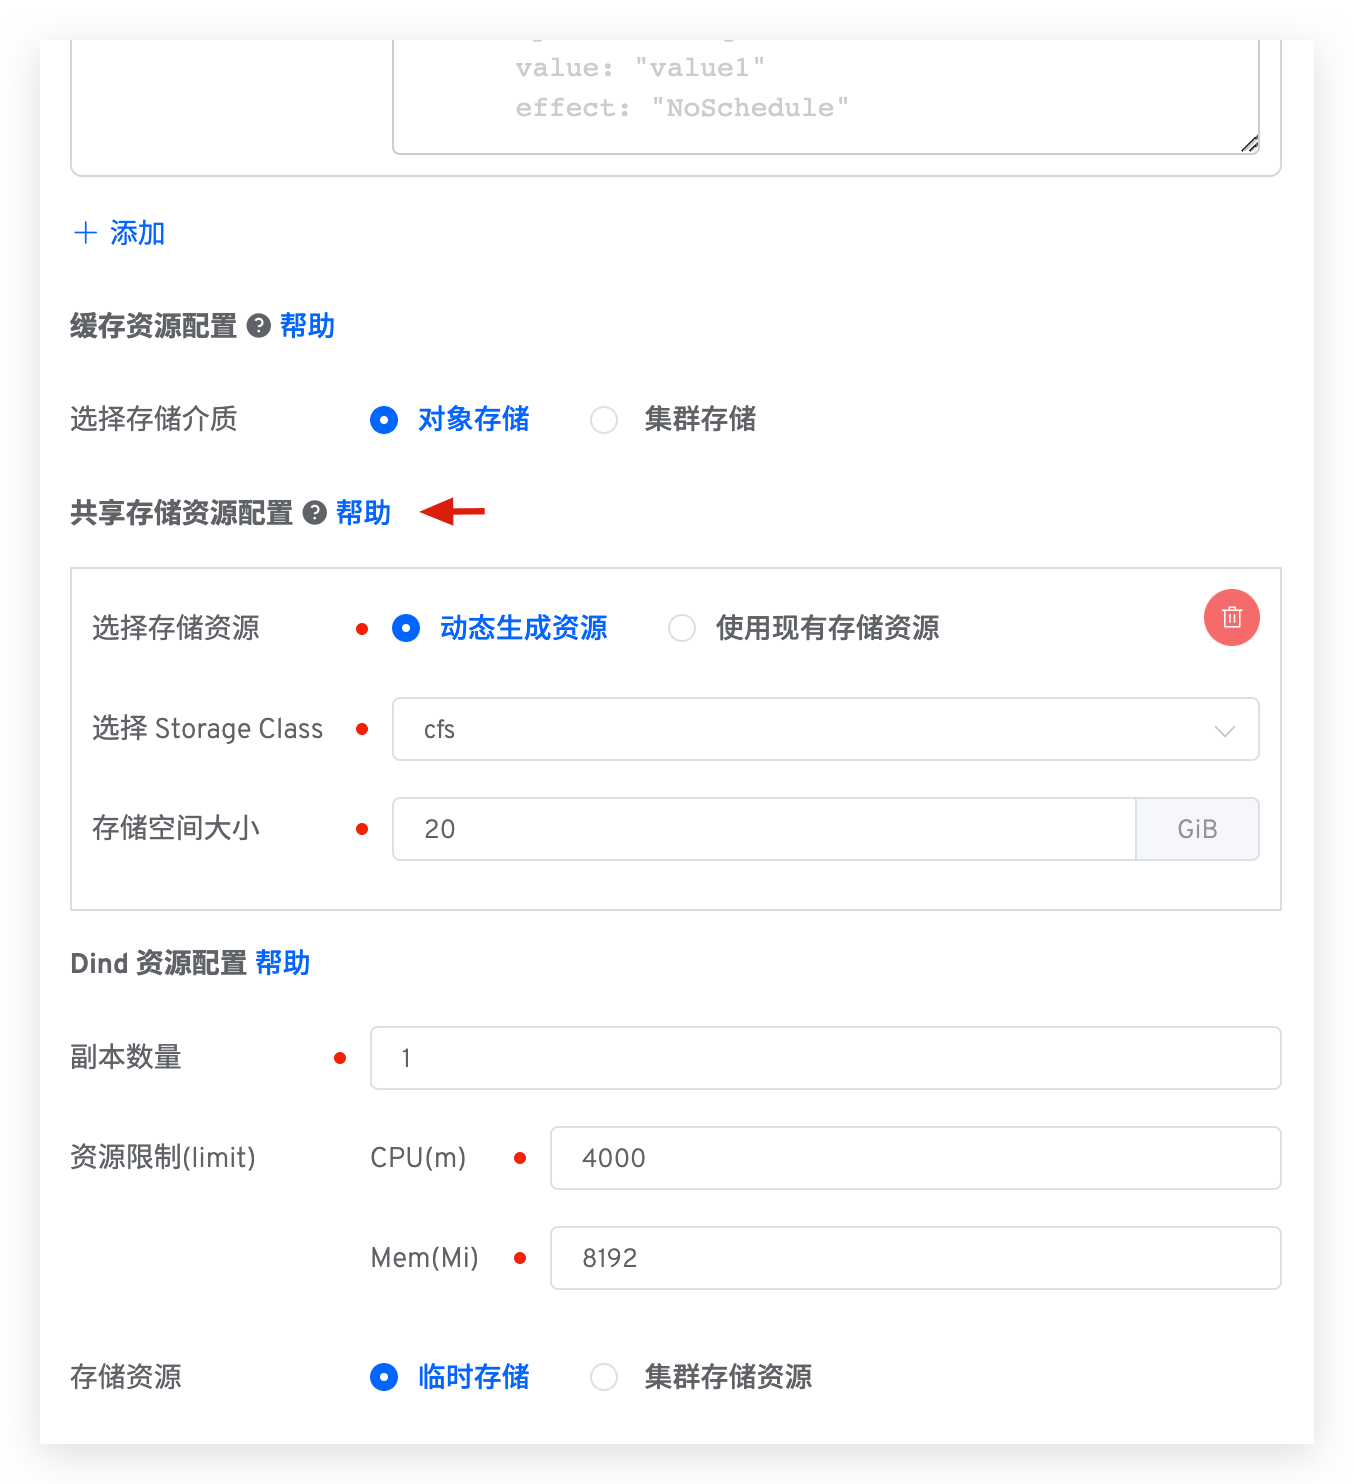 value: "value1"
effect: "NoSchedule"
添加
缓存资源配置 ? 帮助
选择存储介质 对象存储 集群存储
共享存储资源配置 ? 帮助
选择存储资源 动态生成资源 使用现有存储资源
选择 Storage Class cfs
存储空间大小 20 GiB
Dind 资源配置 帮助
副本数量 1
资源限制(limit) CPU(m) 4000
Mem(Mi) 8192
存储资源 临时存储 集群存储资源